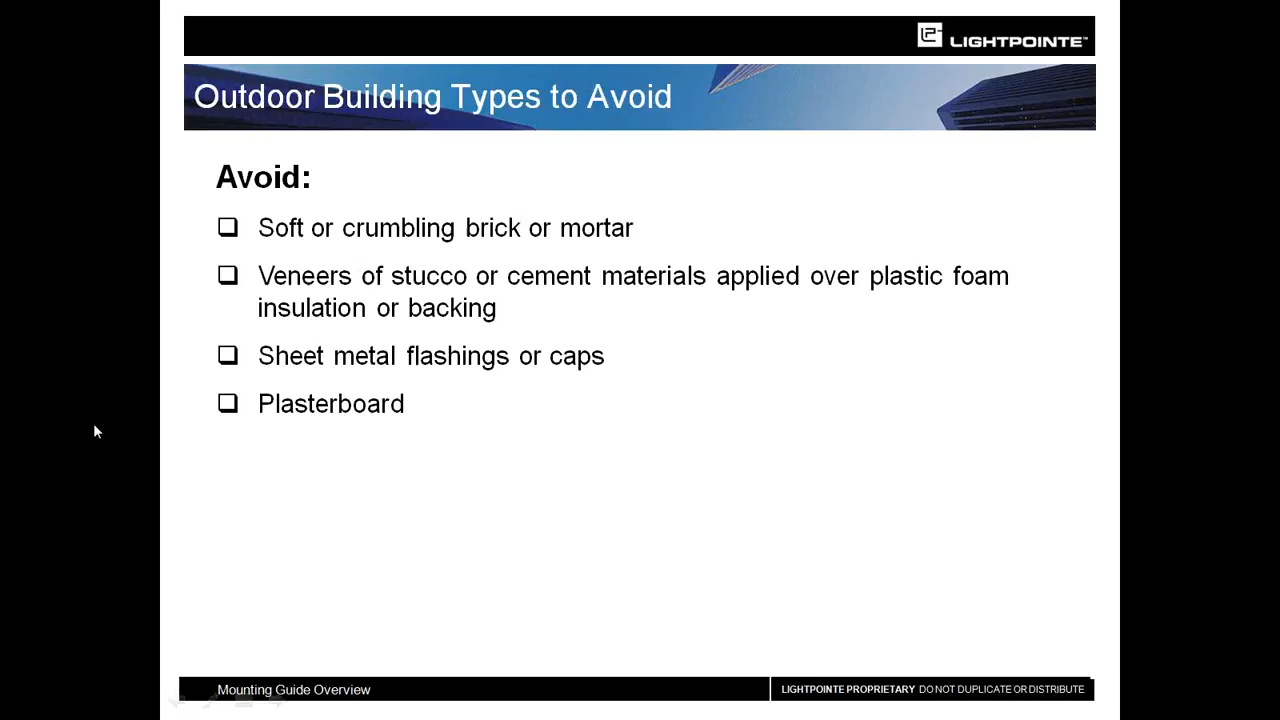 LIGHTPOINTE™
Outdoor Building Types to Avoid
Avoid:
Soft or crumbling brick or mortar
Veneers of stucco or cement materials applied over plastic foam
insulation or backing
Sheet metal flashings or caps
Plasterboard
Mounting Guide Overview
LIGHTPOINTE PROPRIETARY DO NOT DUPLICATE OR DISTRIBUTE